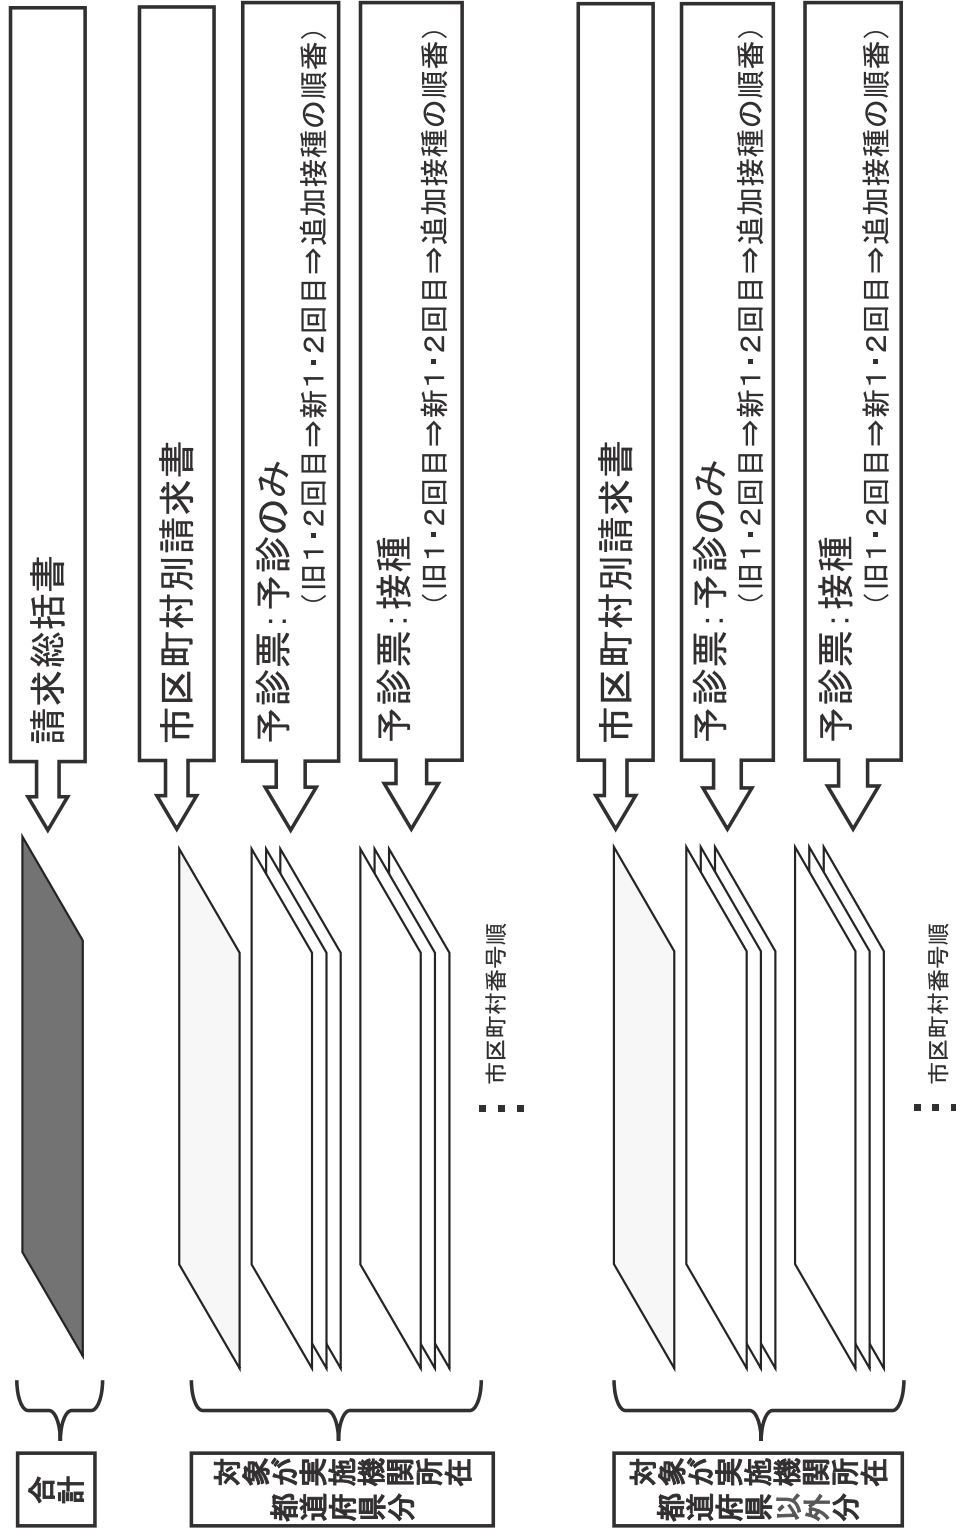 合計
請求総括書
対象が実施機関所在
都道府県分
市区町村別請求書
予診票：予診のみ
（旧１・２回目⇒新１・２回目⇒追加接種の順番）
予診票：接種
（旧１・２回目⇒新１・２回目⇒追加接種の順番）
市区町村番号順
対象が実施機関所在
都道府県以外分
市区町村別請求書
予診票：予診のみ
（旧１・２回目⇒新１・２回目⇒追加接種の順番）
予診票：接種
（旧１・２回目⇒新１・２回目⇒追加接種の順番）
市区町村番号順